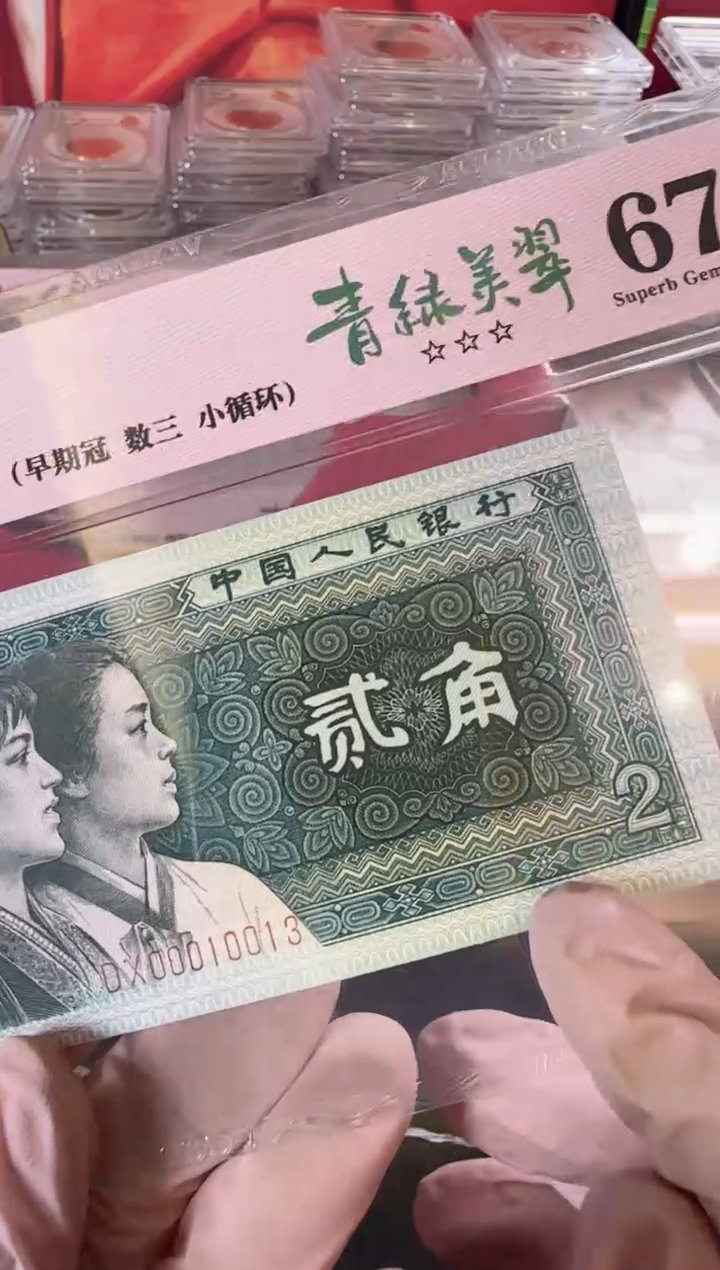 67
Superb Gem
青綠美翠
☆☆☆
（早期冠 数三 小循环）
中国人民银行
贰角
2
DX00010013